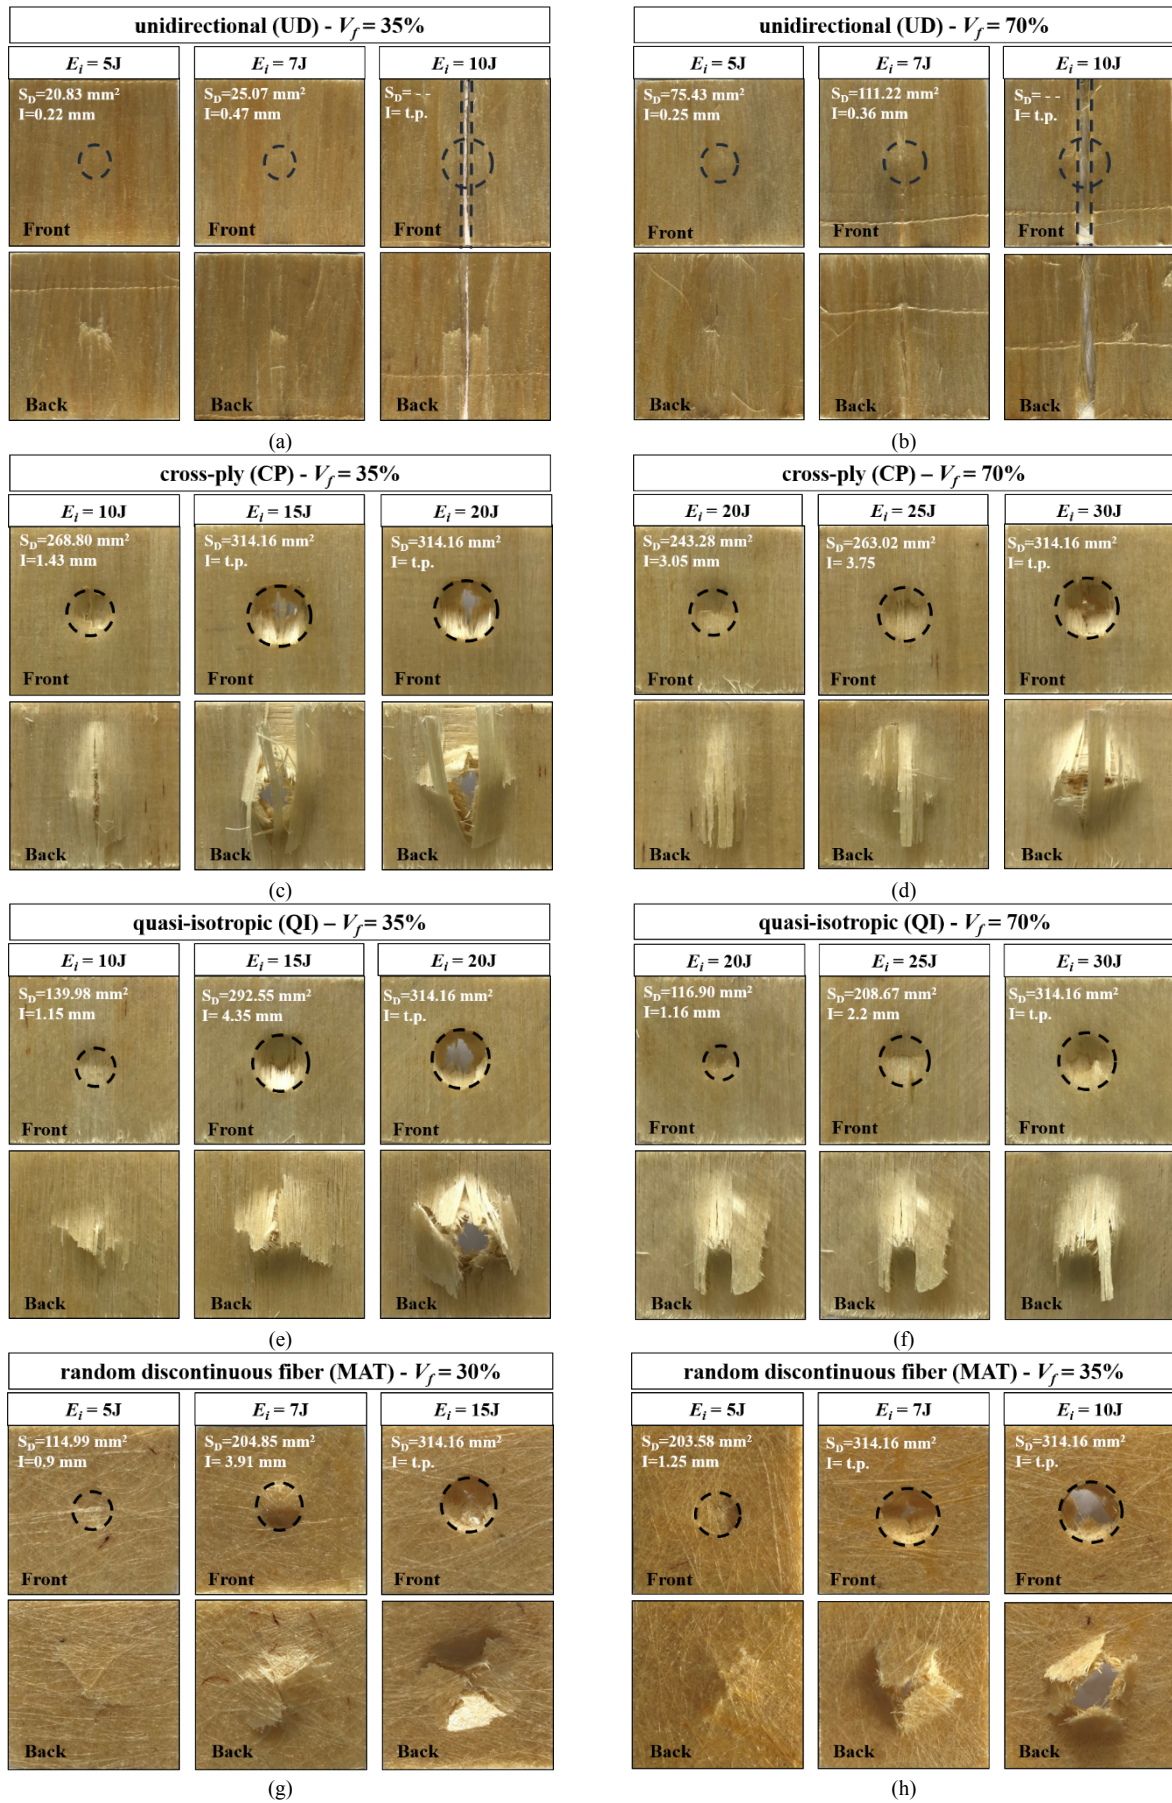 unidirectional (UD) - Vf = 35%
Ei = 5J
Ei = 7J
Ei = 10J
SD=20.83 mm²
I=0.22 mm
SD=25.07 mm²
I=0.47 mm
SD= - -
I= t.p.
Front
Front
Front
Back
Back
Back
(a)
unidirectional (UD) - Vf = 70%
Ei = 5J
Ei = 7J
Ei = 10J
SD=75.43 mm²
I=0.25 mm
SD=111.22 mm²
I=0.36 mm
SD= - -
I= t.p.
Front
Front
Front
Back
Back
Back
(b)
cross-ply (CP) - Vf = 35%
Ei = 10J
Ei = 15J
Ei = 20J
SD=268.80 mm²
I=1.43 mm
SD=314.16 mm²
I= t.p.
SD=314.16 mm²
I= t.p.
Front
Front
Front
Back
Back
Back
(c)
cross-ply (CP) – Vf = 70%
Ei = 20J
Ei = 25J
Ei = 30J
SD=243.28 mm²
I=3.05 mm
SD=263.02 mm²
I= 3.75
SD=314.16 mm²
I= t.p.
Front
Front
Front
Back
Back
Back
(d)
quasi-isotropic (QI) – Vf = 35%
Ei = 10J
Ei = 15J
Ei = 20J
SD=139.98 mm²
I=1.15 mm
SD=292.55 mm²
I= 4.35 mm
SD=314.16 mm²
I= t.p.
Front
Front
Front
Back
Back
Back
(e)
quasi-isotropic (QI) - Vf = 70%
Ei = 20J
Ei = 25J
Ei = 30J
SD=116.90 mm²
I=1.16 mm
SD=208.67 mm²
I= 2.2 mm
SD=314.16 mm²
I= t.p.
Front
Front
Front
Back
Back
Back
(f)
random discontinuous fiber (MAT) - Vf = 30%
Ei = 5J
Ei = 7J
Ei = 15J
SD=114.99 mm²
I=0.9 mm
SD=204.85 mm²
I= 3.91 mm
SD=314.16 mm²
I= t.p.
Front
Front
Front
Back
Back
Back
(g)
random discontinuous fiber (MAT) - Vf = 35%
Ei = 5J
Ei = 7J
Ei = 10J
SD=203.58 mm²
I=1.25 mm
SD=314.16 mm²
I= t.p.
SD=314.16 mm²
I= t.p.
Front
Front
Front
Back
Back
Back
(h)